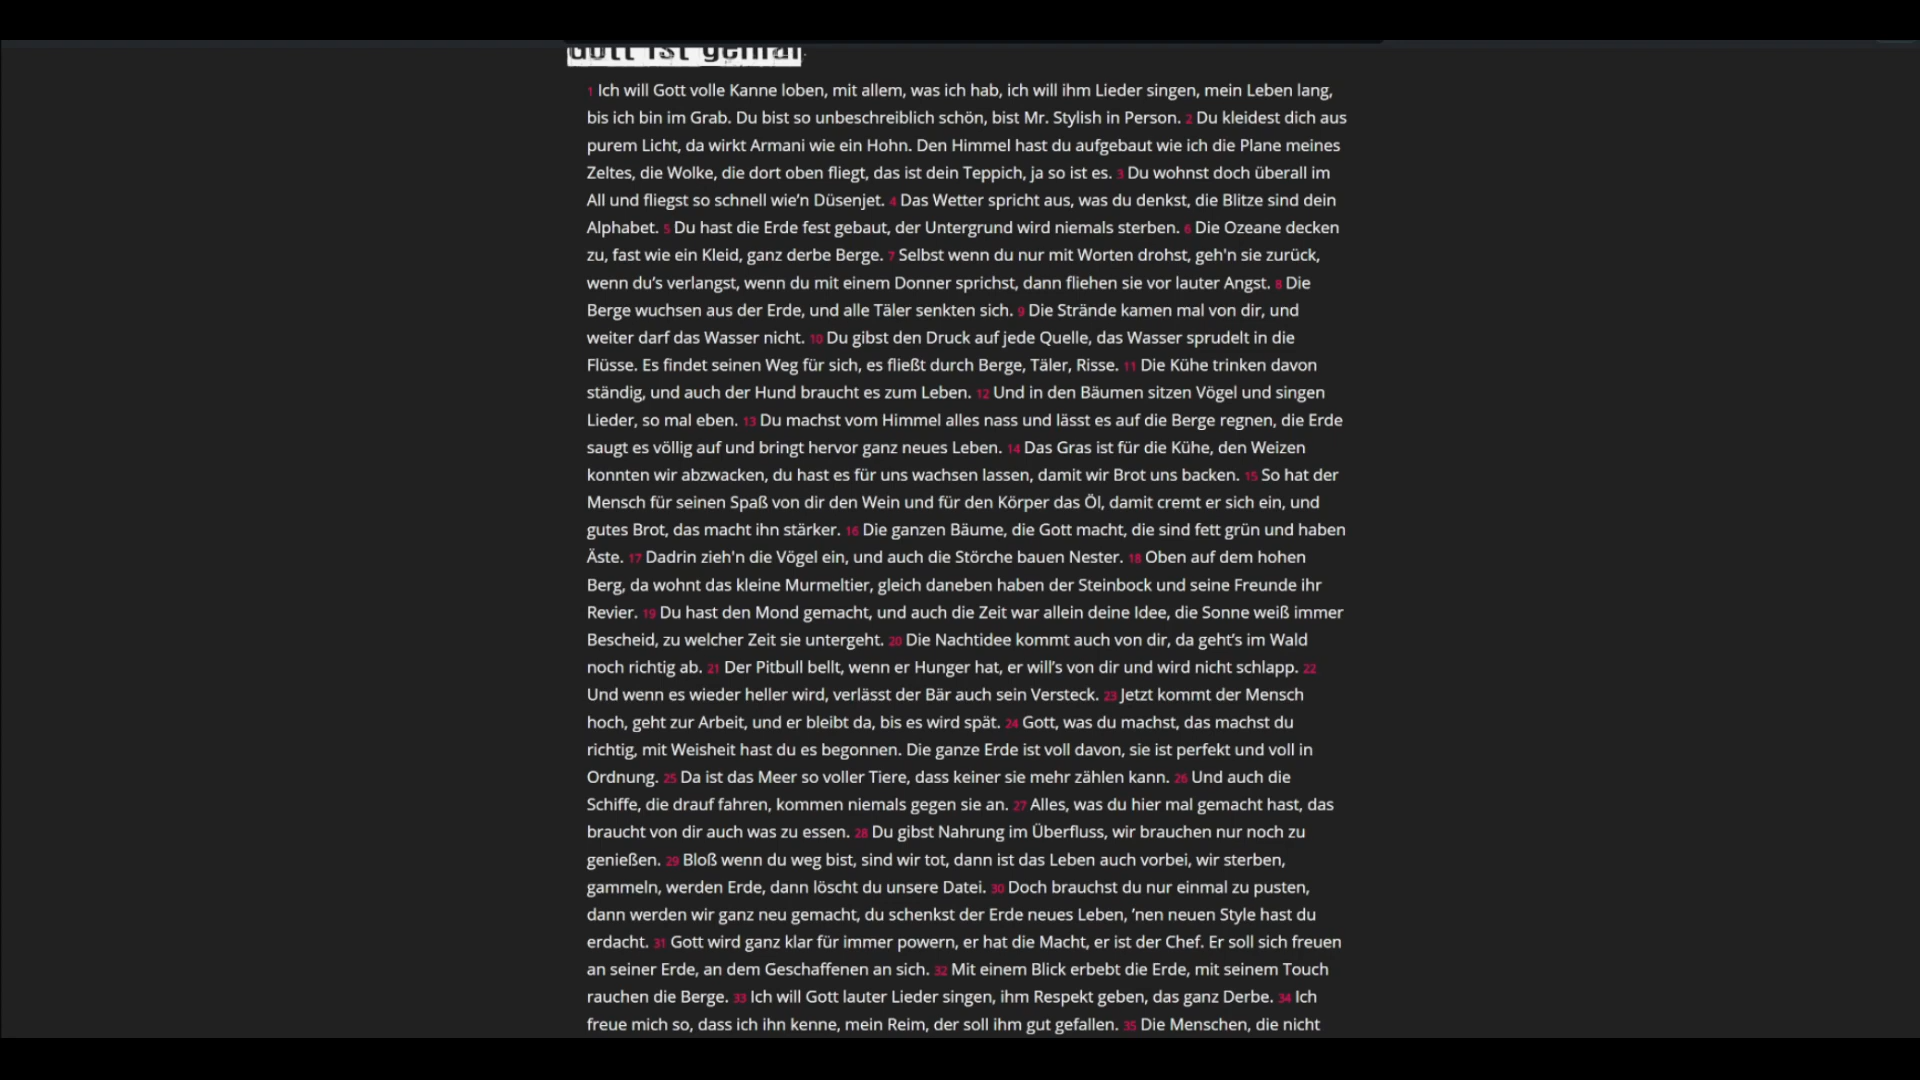 Gott ist genial
1 Ich will Gott volle Kanne loben, mit allem, was ich hab, ich will ihm Lieder singen, mein Leben lang,
bis ich bin im Grab. Du bist so unbeschreiblich schön, bist Mr. Stylish in Person. 2 Du kleidest dich aus
purem Licht, da wirkt Armani wie ein Hohn. Den Himmel hast du aufgebaut wie ich die Plane meines
Zeltes, die Wolke, die dort oben fliegt, das ist dein Teppich, ja so ist es. 3 Du wohnst doch überall im
All und fliegst so schnell wie’n Düsenjet. 4 Das Wetter spricht aus, was du denkst, die Blitze sind dein
Alphabet. 5 Du hast die Erde fest gebaut, der Untergrund wird niemals sterben. 6 Die Ozeane decken
zu, fast wie ein Kleid, ganz derbe Berge. 7 Selbst wenn du nur mit Worten drohst, geh'n sie zurück,
wenn du’s verlangst, wenn du mit einem Donner sprichst, dann fliehen sie vor lauter Angst. 8 Die
Berge wuchsen aus der Erde, und alle Täler senkten sich. 9 Die Strände kamen mal von dir, und
weiter darf das Wasser nicht. 10 Du gibst den Druck auf jede Quelle, das Wasser sprudelt in die
Flüsse. Es findet seinen Weg für sich, es fließt durch Berge, Täler, Risse. 11 Die Kühe trinken davon
ständig, und auch der Hund braucht es zum Leben. 12 Und in den Bäumen sitzen Vögel und singen
Lieder, so mal eben. 13 Du machst vom Himmel alles nass und lässt es auf die Berge regnen, die Erde
saugt es völlig auf und bringt hervor ganz neues Leben. 14 Das Gras ist für die Kühe, den Weizen
konnten wir abzwacken, du hast es für uns wachsen lassen, damit wir Brot uns backen. 15 So hat der
Mensch für seinen Spaß von dir den Wein und für den Körper das Öl, damit cremt er sich ein, und
gutes Brot, das macht ihn stärker. 16 Die ganzen Bäume, die Gott macht, die sind fett grün und haben
Äste. 17 Dadrin zieh'n die Vögel ein, und auch die Störche bauen Nester. 18 Oben auf dem hohen
Berg, da wohnt das kleine Murmeltier, gleich daneben haben der Steinbock und seine Freunde ihr
Revier. 19 Du hast den Mond gemacht, und auch die Zeit war allein deine Idee, die Sonne weiß immer
Bescheid, zu welcher Zeit sie untergeht. 20 Die Nachtidee kommt auch von dir, da geht’s im Wald
noch richtig ab. 21 Der Pitbull bellt, wenn er Hunger hat, er will’s von dir und wird nicht schlapp. 22
Und wenn es wieder heller wird, verlässt der Bär auch sein Versteck. 23 Jetzt kommt der Mensch
hoch, geht zur Arbeit, und er bleibt da, bis es wird spät. 24 Gott, was du machst, das machst du
richtig, mit Weisheit hast du es begonnen. Die ganze Erde ist voll davon, sie ist perfekt und voll in
Ordnung. 25 Da ist das Meer so voller Tiere, dass keiner sie mehr zählen kann. 26 Und auch die
Schiffe, die drauf fahren, kommen niemals gegen sie an. 27 Alles, was du hier mal gemacht hast, das
braucht von dir auch was zu essen. 28 Du gibst Nahrung im Überfluss, wir brauchen nur noch zu
genießen. 29 Bloß wenn du weg bist, sind wir tot, dann ist das Leben auch vorbei, wir sterben,
gammeln, werden Erde, dann löscht du unsere Datei. 30 Doch brauchst du nur einmal zu pusten,
dann werden wir ganz neu gemacht, du schenkst der Erde neues Leben, ’nen neuen Style hast du
erdacht. 31 Gott wird ganz klar für immer powern, er hat die Macht, er ist der Chef. Er soll sich freuen
an seiner Erde, an dem Geschaffenen an sich. 32 Mit einem Blick erbebt die Erde, mit seinem Touch
rauchen die Berge. 33 Ich will Gott lauter Lieder singen, ihm Respekt geben, das ganz Derbe. 34 Ich
freue mich so, dass ich ihn kenne, mein Reim, der soll ihm gut gefallen. 35 Die Menschen, die nicht